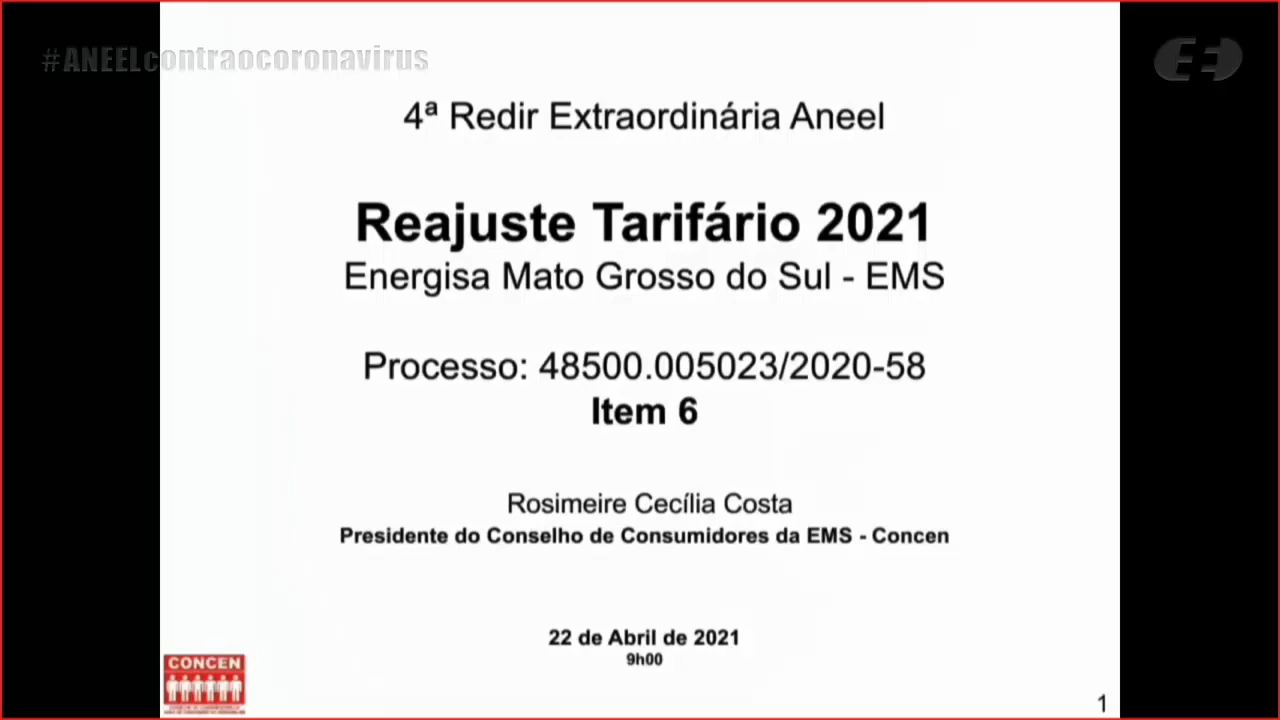 #ANEELcontraocoronavirus
4ª Redir Extraordinária Aneel
Reajuste Tarifário 2021
Energisa Mato Grosso do Sul - EMS
Processo: 48500.005023/2020-58
Item 6
Rosimeire Cecília Costa
Presidente do Conselho de Consumidores da EMS - Concen
22 de Abril de 2021
9h00
CONCEN
1